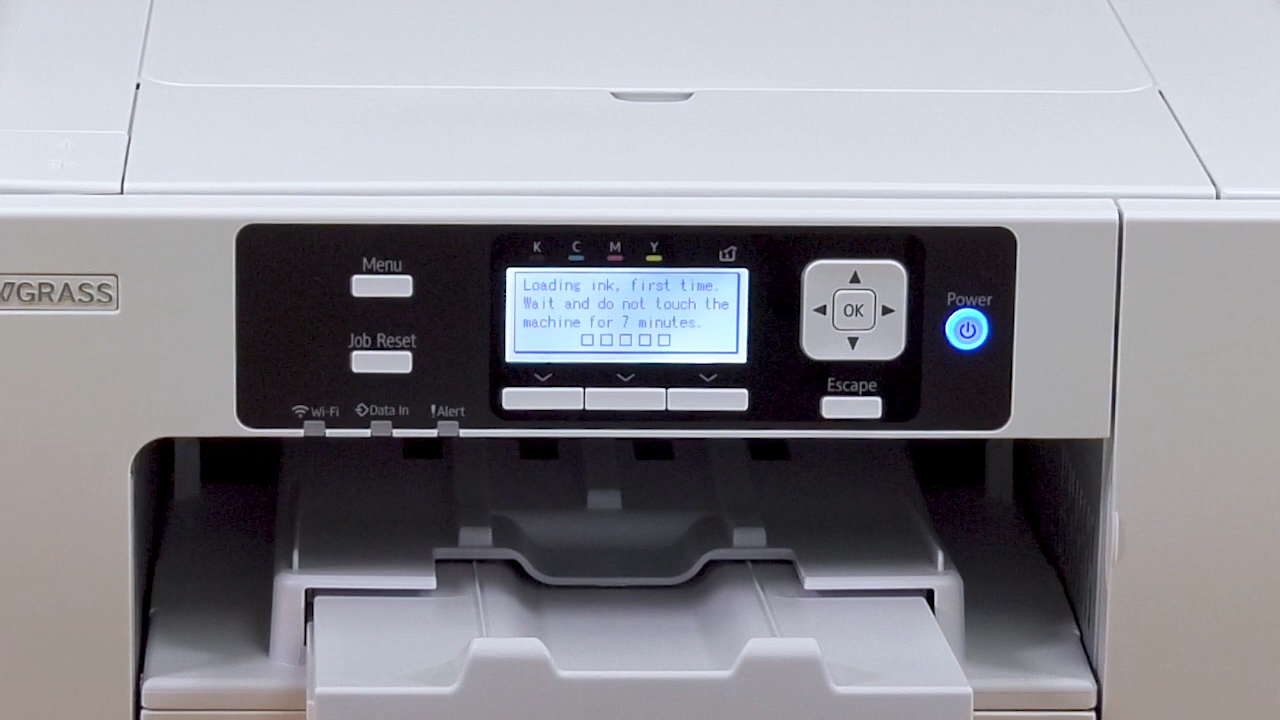 K C M Y
Menu
Loading ink, first time.
Wait and do not touch the
machine for 7 minutes.
OK
Power
GRASS
Job Reset
Escape
Wi-Fi Data In !Alert